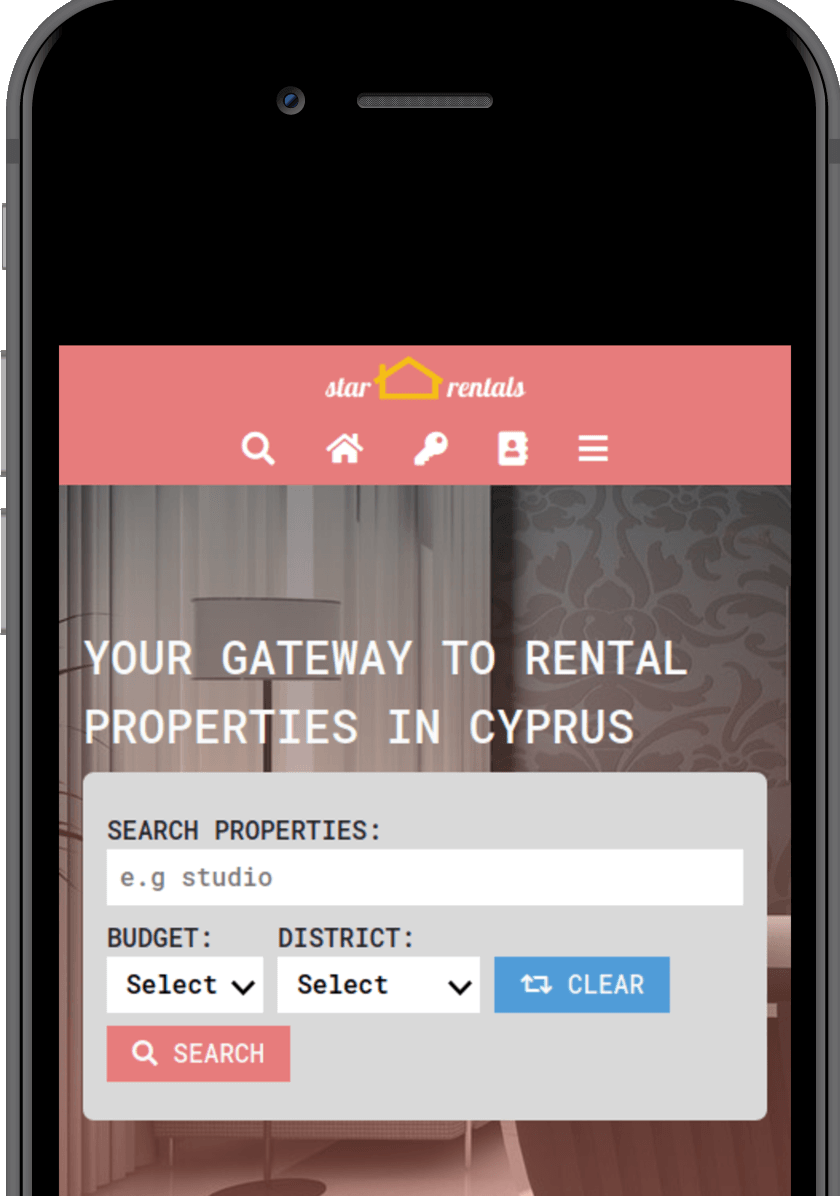 star rentals
YOUR GATEWAY TO RENTAL
PROPERTIES IN CYPRUS
SEARCH PROPERTIES:
e.g studio
BUDGET: DISTRICT:
Select Select CLEAR
SEARCH